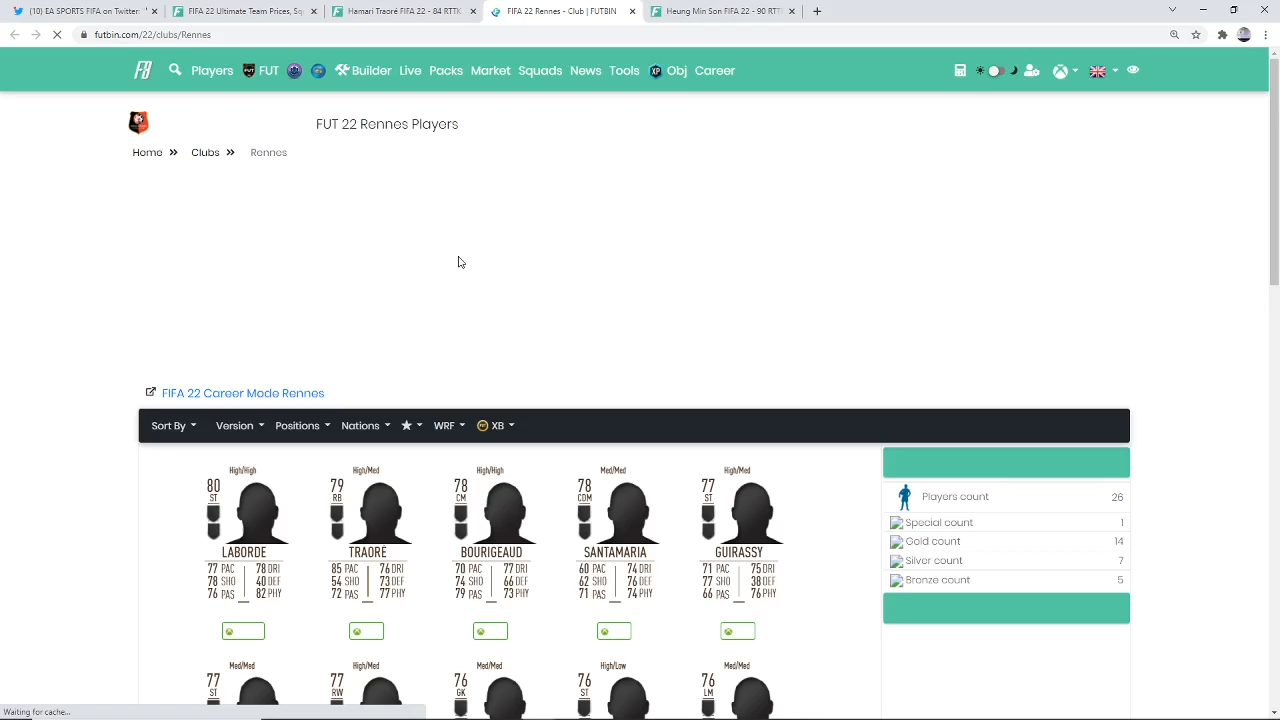 (10) EA SPORTS FIFA on Twitter: "
FIFA 22 Ultimate Team Prices, Sq
Hamari Traoré FIFA 22 - 84 RTTK
FIFA 22 Rennes - Club | FUTBIN
Heung Min Son FIFA 22 - 90 RTT
futbin.com/22/clubs/Rennes
Players FUT Builder Live Packs Market Squads News Tools XP Obj Career
FUT 22 Rennes Players
Home » Clubs » Rennes
FIFA 22 Career Mode Rennes
Sort By Version Positions Nations WRF XB
High/High High/Med High/High Med/Med High/Med
80 79 78 78 77
ST RB CM CDM ST
LABORDE TRAORÉ BOURIGEAUD SANTAMARIA GUIRASSY
77 PAC 78 DRI 85 PAC 76 DRI 70 PAC 77 DRI 60 PAC 74 DRI 71 PAC 75 DRI
78 SHO 40 DEF 54 SHO 73 DEF 74 SHO 66 DEF 62 SHO 76 DEF 77 SHO 38 DEF
76 PAS 82 PHY 72 PAS 77 PHY 79 PAS 73 PHY 71 PAS 74 PHY 66 PAS 76 PHY
Med/Med High/Med Med/Med High/Low Med/Med
77 77 76 76 76
ST RW GK ST LM
Players count 26
Special count 1
Gold count 14
Silver count 7
Bronze count 5
Waiting for cache...